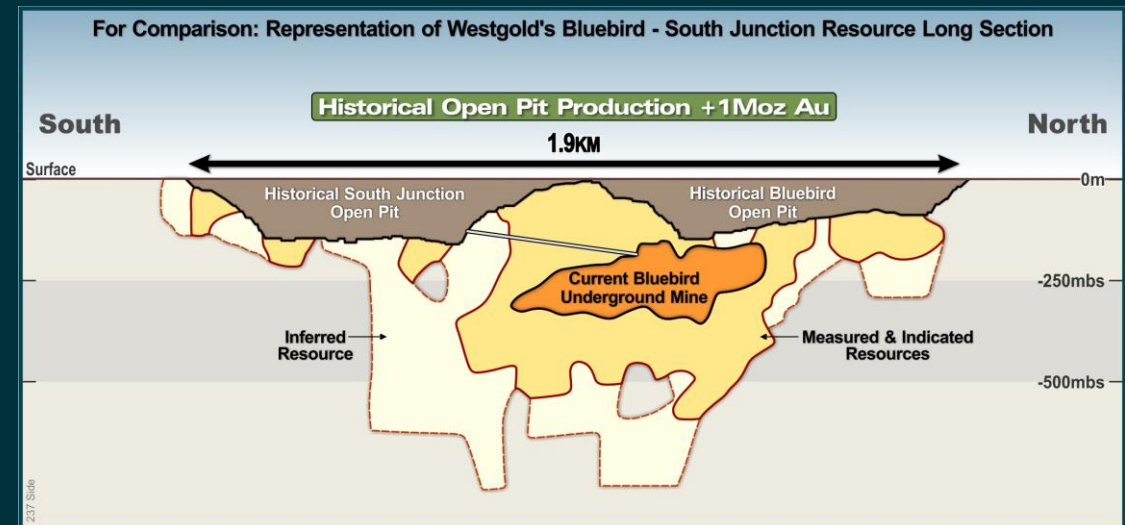 For Comparison: Representation of Westgold's Bluebird - South Junction Resource Long Section
Historical Open Pit Production +1Moz Au
South
North
1.9KM
Surface
0m
Historical South Junction
Open Pit
Historical Bluebird
Open Pit
Current Bluebird
Underground Mine
-250mbs
Inferred
Resource
Measured & Indicated
Resources
-500mbs
237 Side